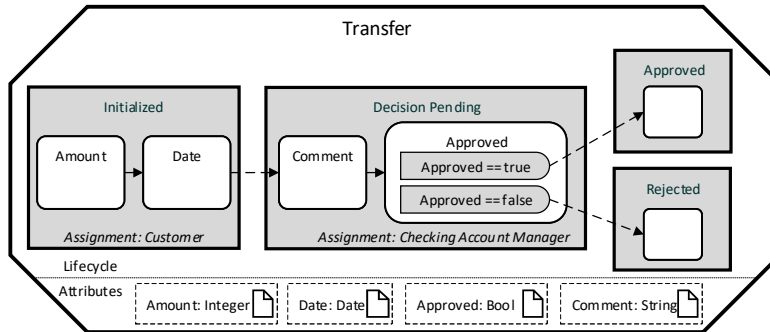 Transfer
Initialized
Amount
Date
Assignment: Customer
Decision Pending
Comment
Approved
Approved == true
Approved == false
Assignment: Checking Account Manager
Approved
Rejected
Lifecycle
Attributes
Amount: Integer
Date: Date
Approved: Bool
Comment: String